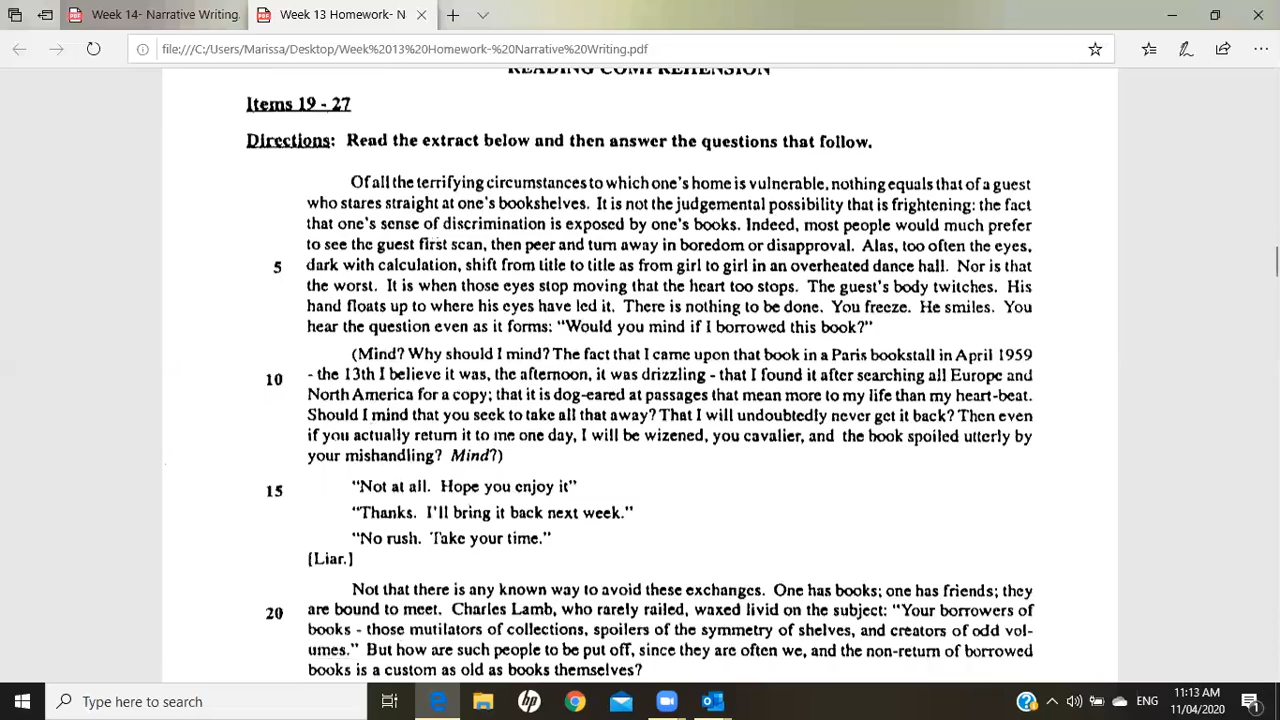 Week 14- Narrative Writing
Week 13 Homework-
file:///C:/Users/Marissa/Desktop/Week%2013%20Homework-%20Narrative%20Writing.pdf
READING COMPREHENSION
Items 19 - 27
Directions: Read the extract below and then answer the questions that follow.
Of all the terrifying circumstances to which one's home is vulnerable, nothing equals that of a guest
who stares straight at one's bookshelves. It is not the judgemental possibility that is frightening: the fact
that one's sense of discrimination is exposed by one's books. Indeed, most people would much prefer
to see the guest first scan, then peer and turn away in boredom or disapproval. Alas, too often the eyes,
5 dark with calculation, shift from title to title as from girl to girl in an overheated dance hall. Nor is that
the worst. It is when those eyes stop moving that the heart too stops. The guest's body twitches. His
hand floats up to where his eyes have led it. There is nothing to be done. You freeze. He smiles. You
hear the question even as it forms: "Would you mind if I borrowed this book?"
(Mind? Why should I mind? The fact that I came upon that book in a Paris bookstall in April 1959
10 - the 13th I believe it was, the afternoon, it was drizzling - that I found it after searching all Europe and
North America for a copy; that it is dog-eared at passages that mean more to my life than my heart-beat.
Should I mind that you seek to take all that away? That I will undoubtedly never get it back? Then even
if you actually return it to me one day, I will be wizened, you cavalier, and the book spoiled utterly by
your mishandling? Mind?)
15 "Not at all. Hope you enjoy it"
"Thanks. I'll bring it back next week."
"No rush. Take your time."
[Liar.]
Not that there is any known way to avoid these exchanges. One has books; one has friends; they
20 are bound to meet. Charles Lamb, who rarely railed, waxed livid on the subject: "Your borrowers of
books - those mutilators of collections, spoilers of the symmetry of shelves, and creators of odd vol-
umes." But how are such people to be put off, since they are often we, and the non-return of borrowed
books is a custom as old as books themselves?
Type here to search
ENG
11:13 AM
11/04/2020